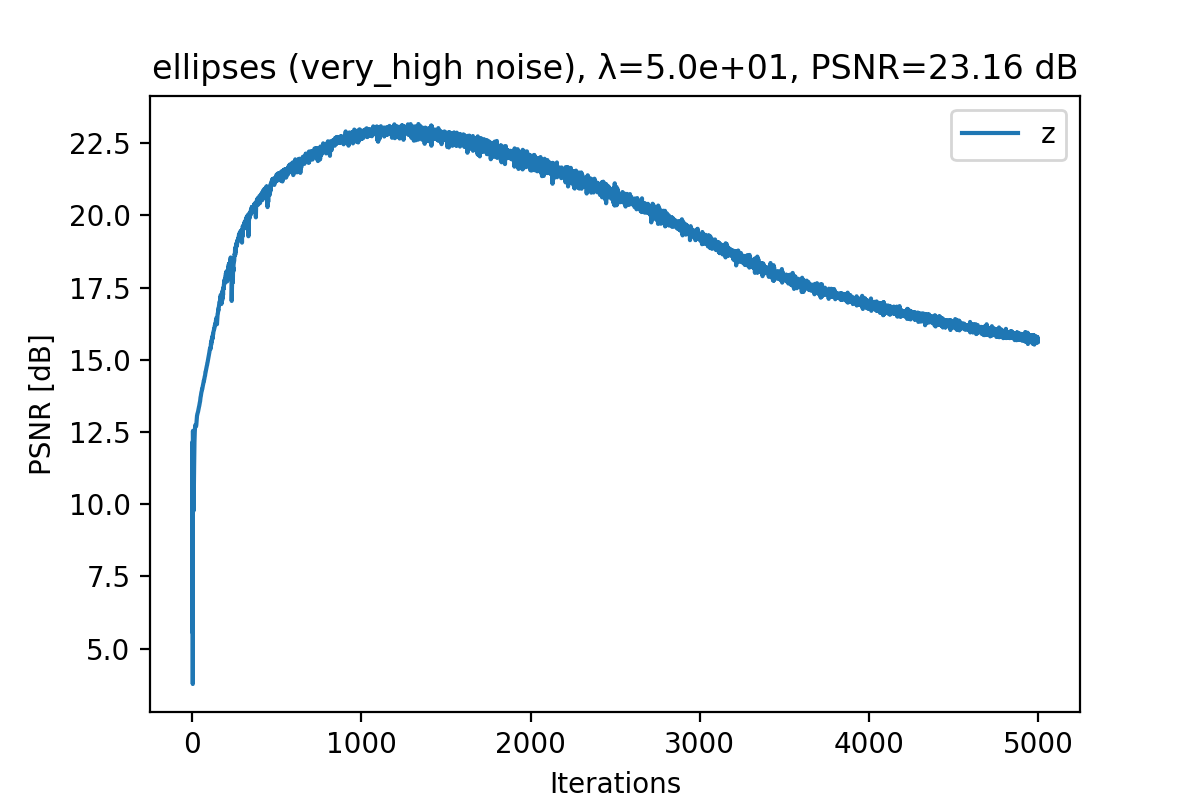 ellipses (very_high noise), λ=5.0e+01, PSNR=23.16 dB
z
PSNR [dB]
22.5
20.0
17.5
15.0
12.5
10.0
7.5
5.0
0 1000 2000 3000 4000 5000
Iterations